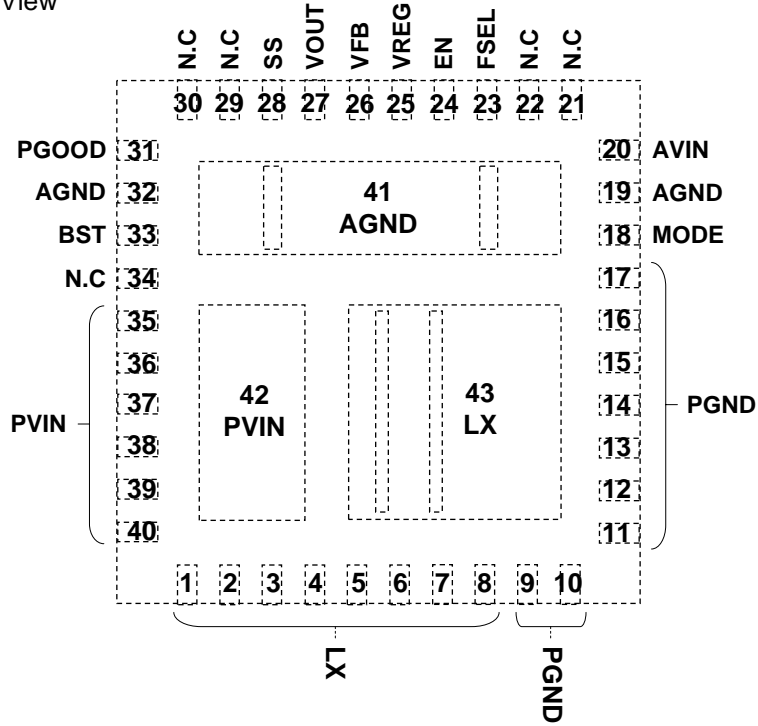 View
N.C N.C SS VOUT VFB VREG EN FSEL N.C N.C
30 29 28 27 26 25 24 23 22 21
PGOOD 31
AGND 32
BST 33
N.C 34
35
36
37
38
39
40
PVIN
41
AGND
42
PVIN
43
LX
20 AVIN
19 AGND
18 MODE
17
16
15
14
13
12
11
PGND
1 2 3 4 5 6 7 8 9 10
LX
PGND